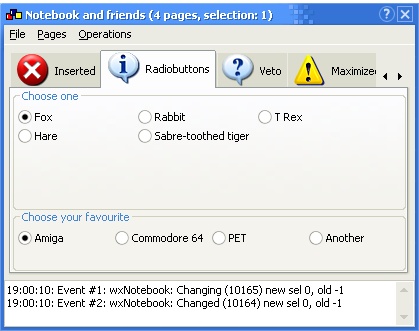 Notebook and friends (4 pages, selection: 1)
File Pages Operations
Inserted Radiobuttons Veto Maximized
Choose one
Fox Rabbit T Rex
Hare Sabre-toothed tiger
Choose your favourite
Amiga Commodore 64 PET Another
19:00:10: Event #1: wxNotebook: Changing (10165) new sel 0, old -1
19:00:10: Event #2: wxNotebook: Changed (10164) new sel 0, old -1